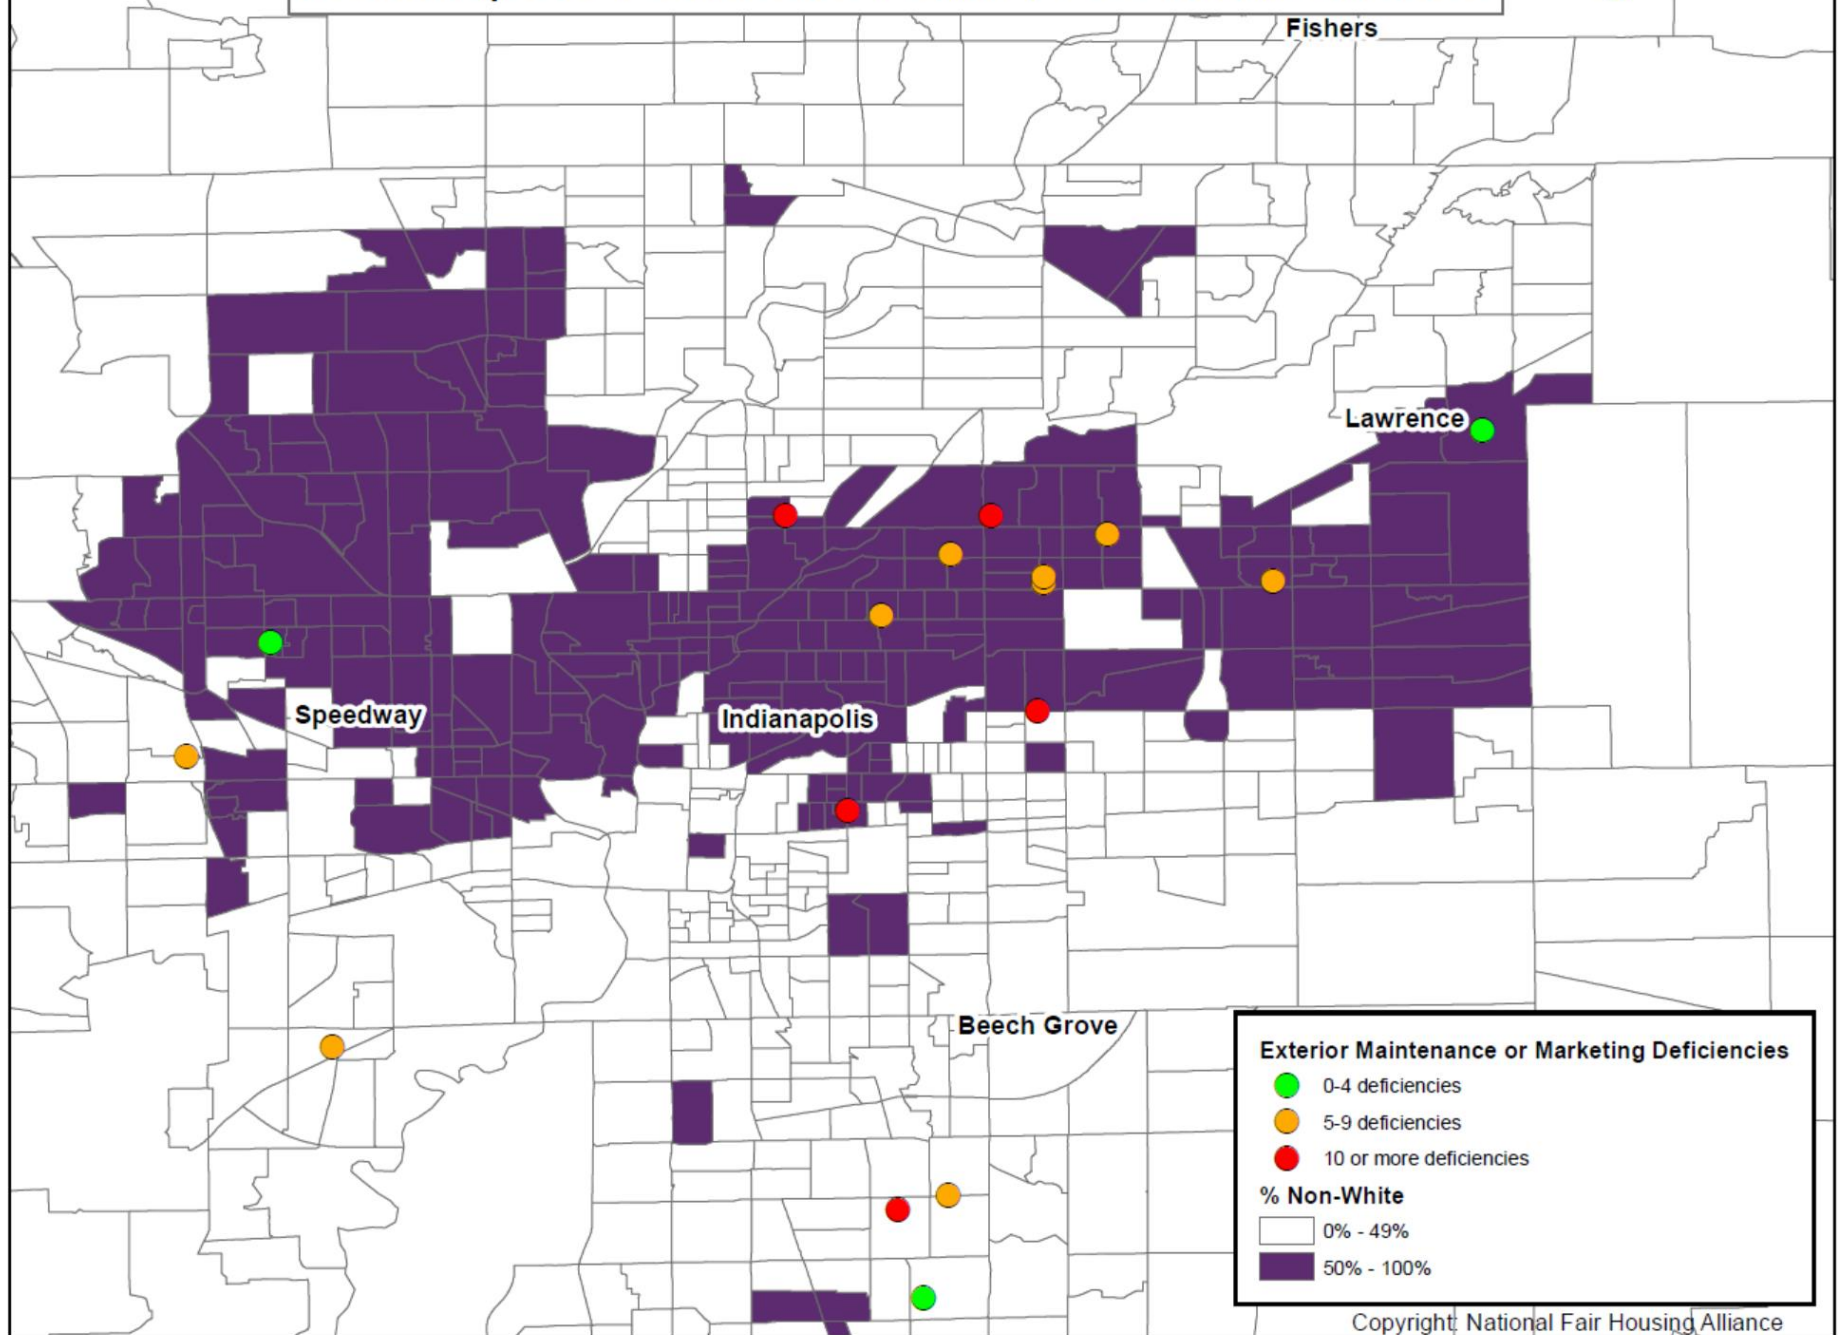 Fishers
Lawrence
Speedway
Indianapolis
Beech Grove
Exterior Maintenance or Marketing Deficiencies
0-4 deficiencies
5-9 deficiencies
10 or more deficiencies
% Non-White
0% - 49%
50% - 100%
Copyright: National Fair Housing Alliance